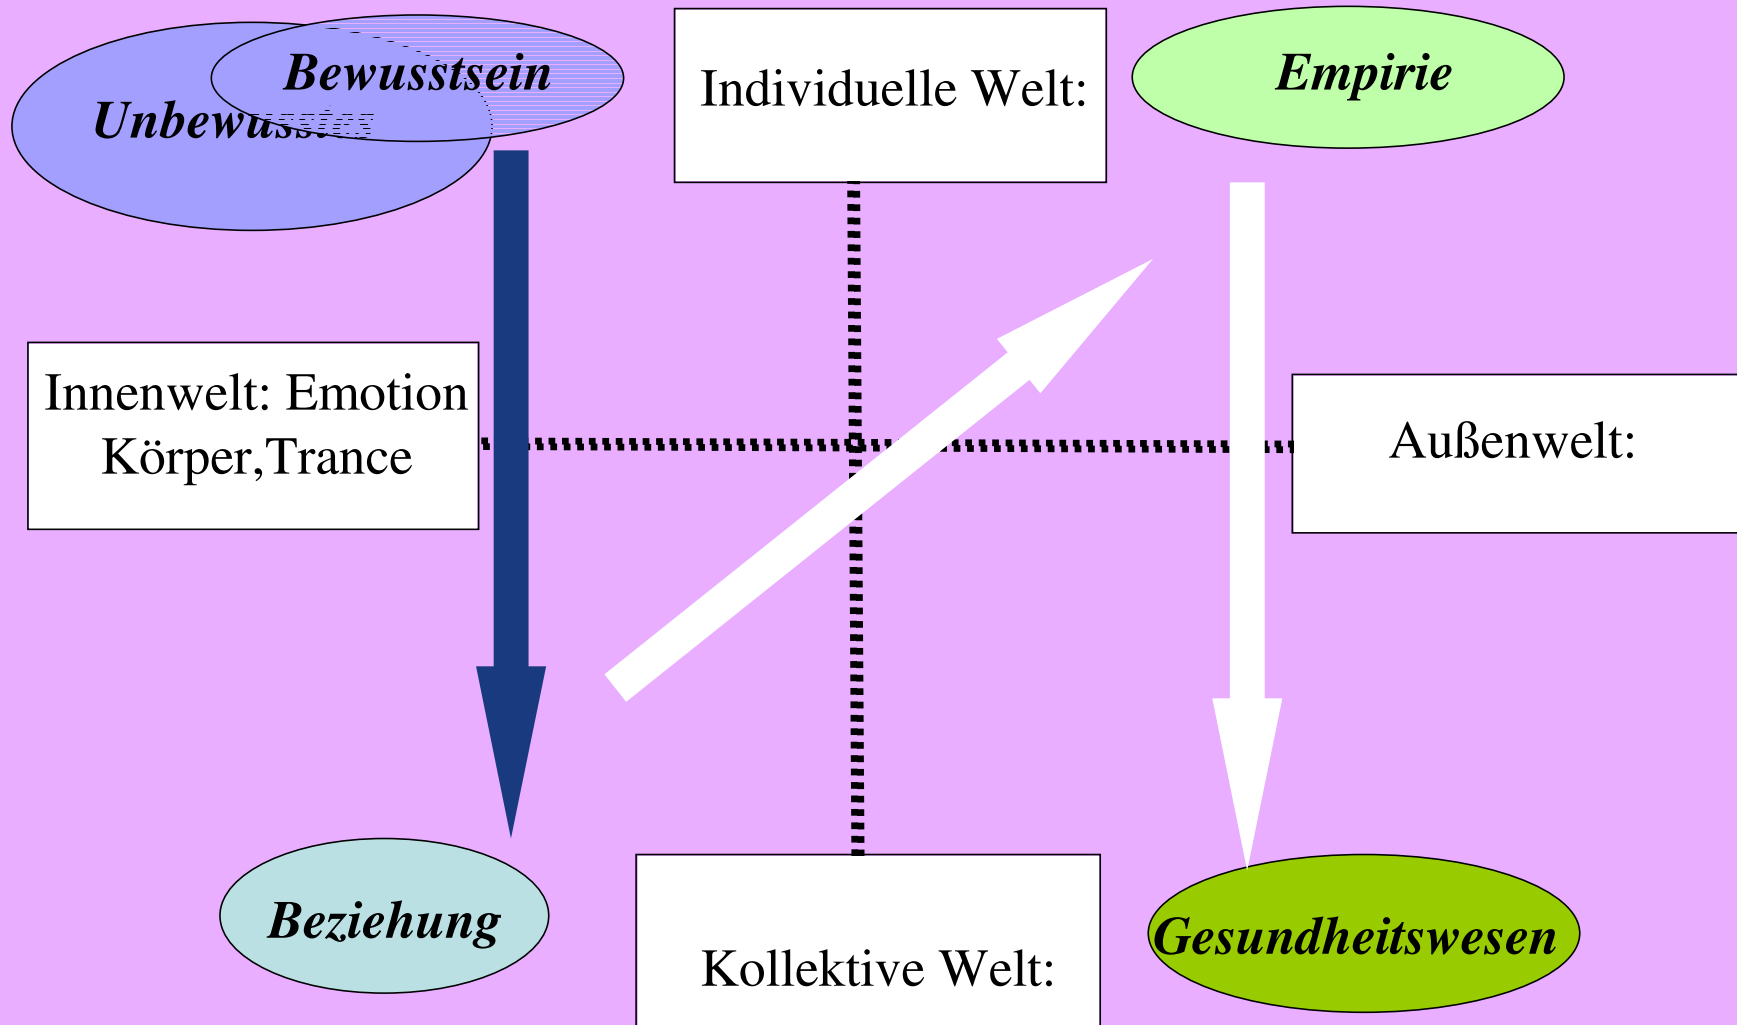 Bewusstsein
Individuelle Welt:
Empirie
Innenwelt: Emotion
Körper,Trance
Außenwelt:
Beziehung
Kollektive Welt:
Gesundheitswesen